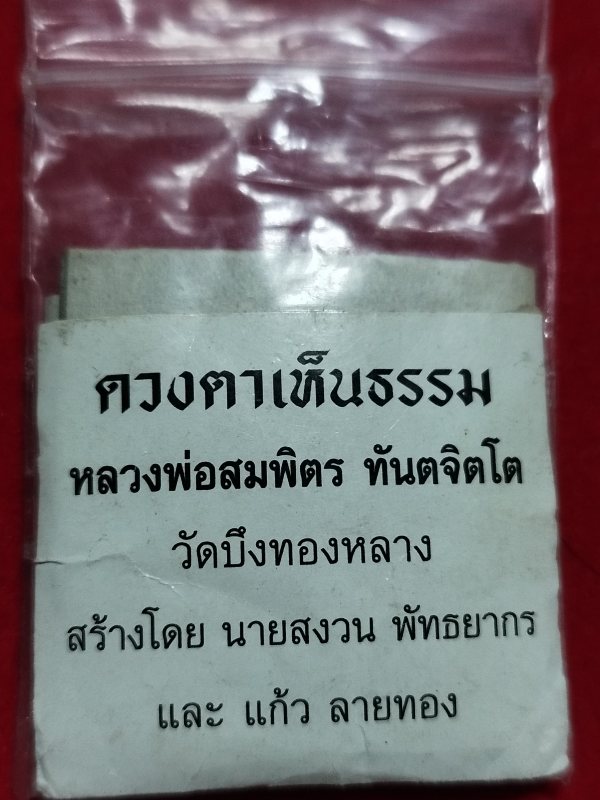 ดวงตาเห็นธรรม
หลวงพ่อสมพิตร ทันตจิตโต
วัดบึงทองหลาง
สร้างโดย นายสงวน พัทธยากร
และ แก้ว ลายทอง